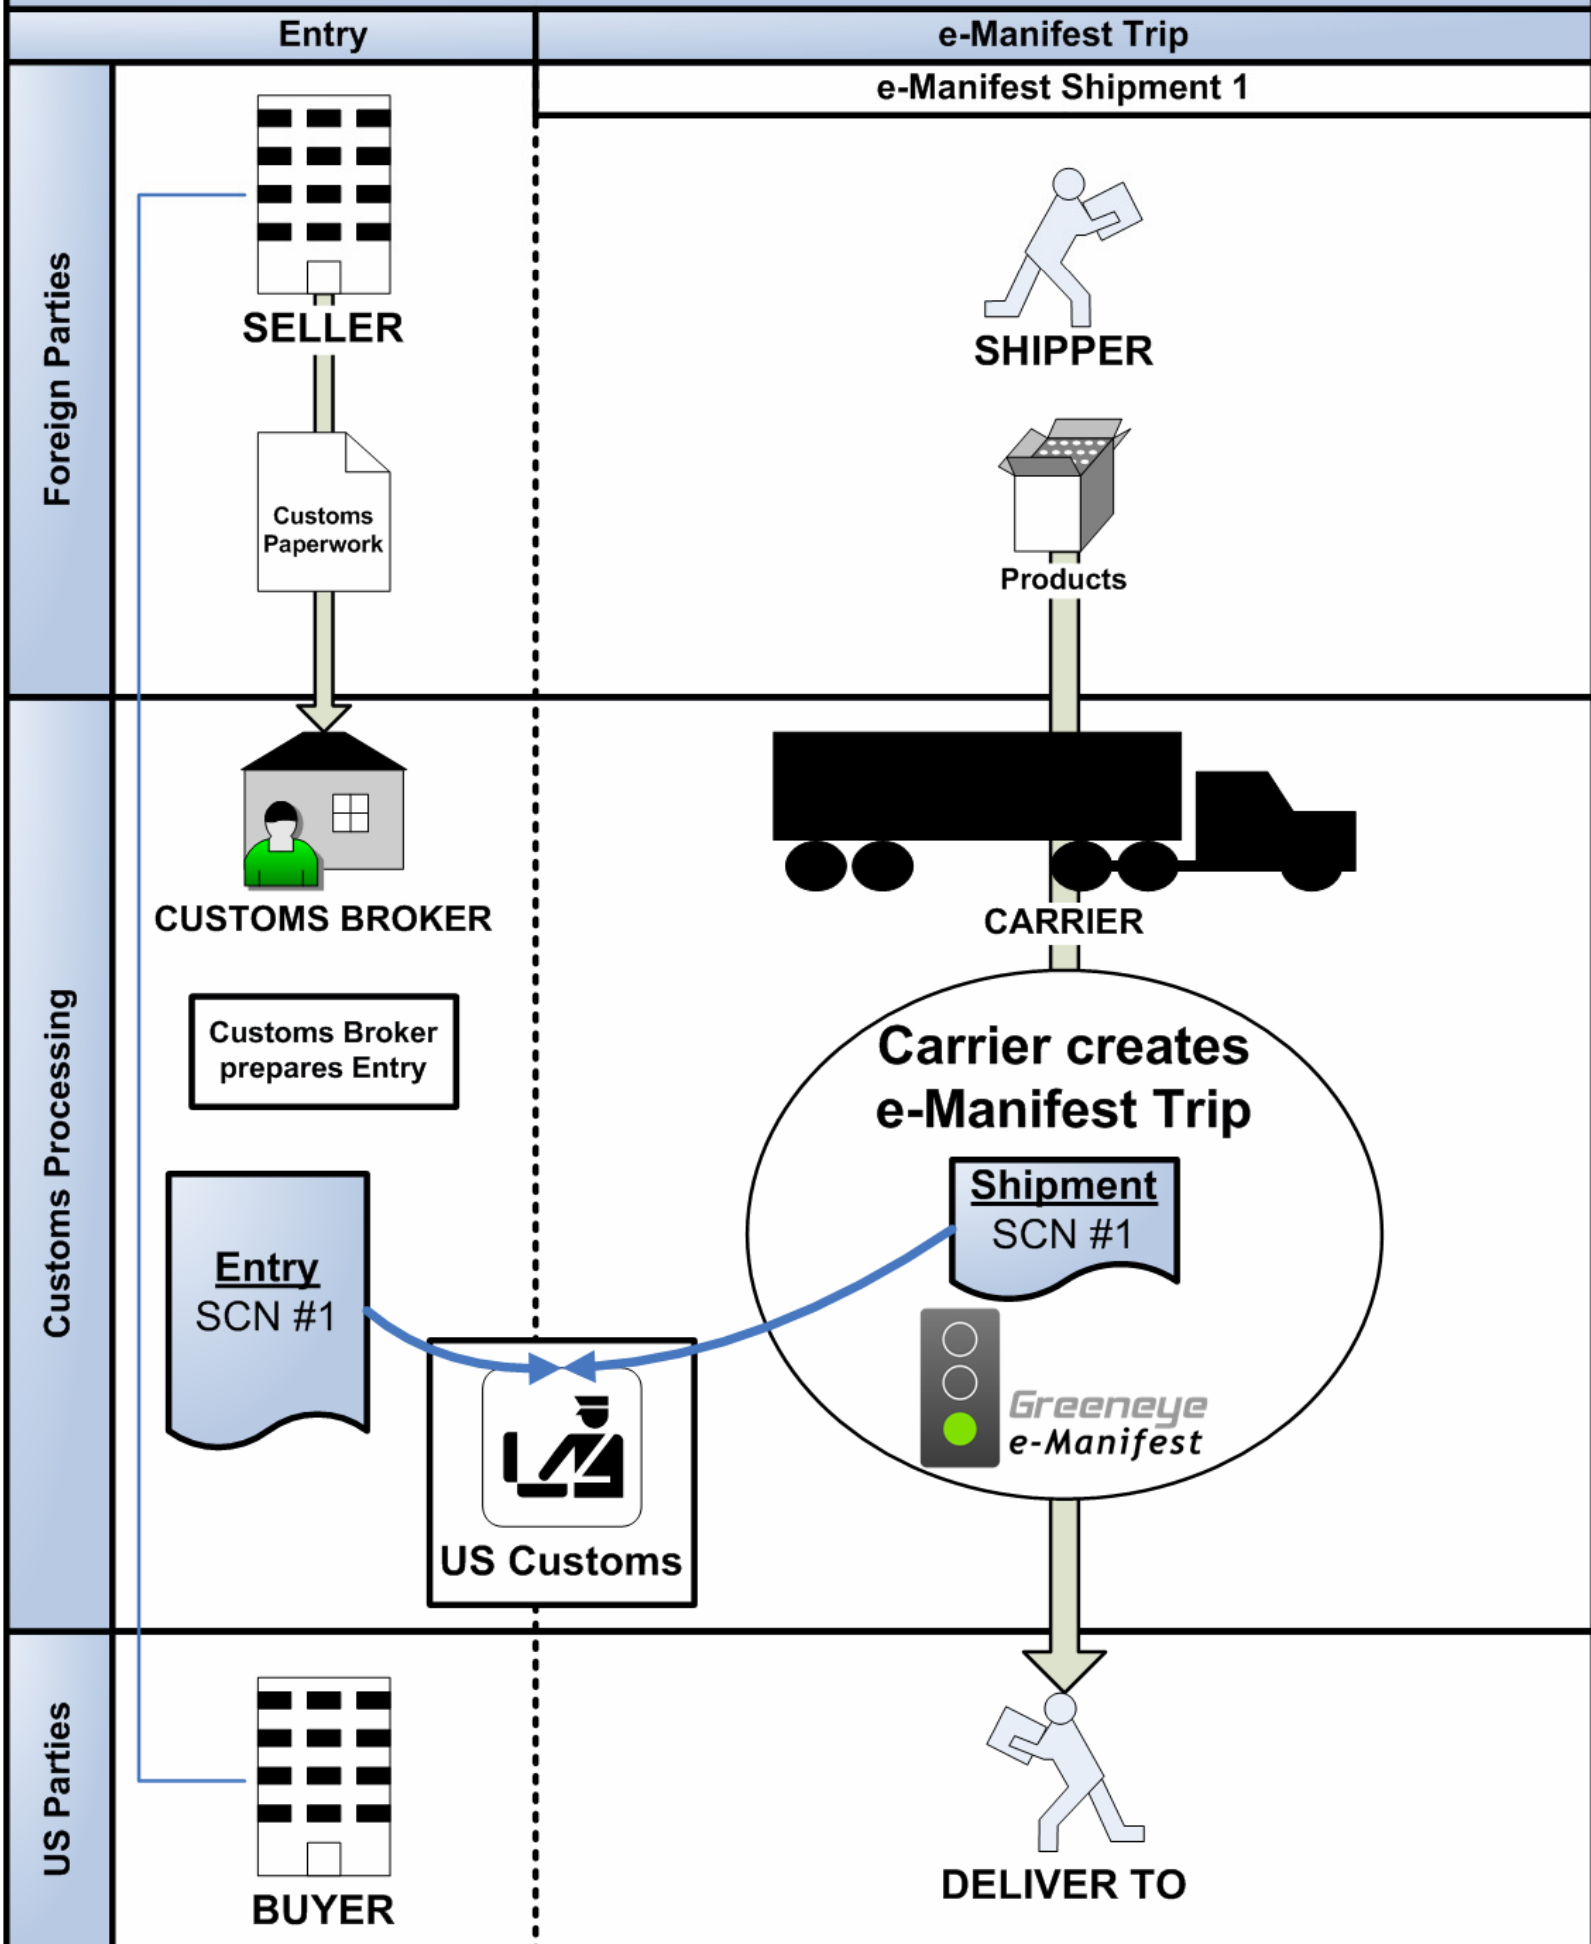 Entry
e-Manifest Trip
e-Manifest Shipment 1
Foreign Parties
SELLER
SHIPPER
Customs
Paperwork
Products
Customs Processing
CUSTOMS BROKER
CARRIER
Customs Broker
prepares Entry
Carrier creates
e-Manifest Trip
Shipment
SCN #1
Entry
SCN #1
Greeneye
e-Manifest
US Customs
US Parties
BUYER
DELIVER TO